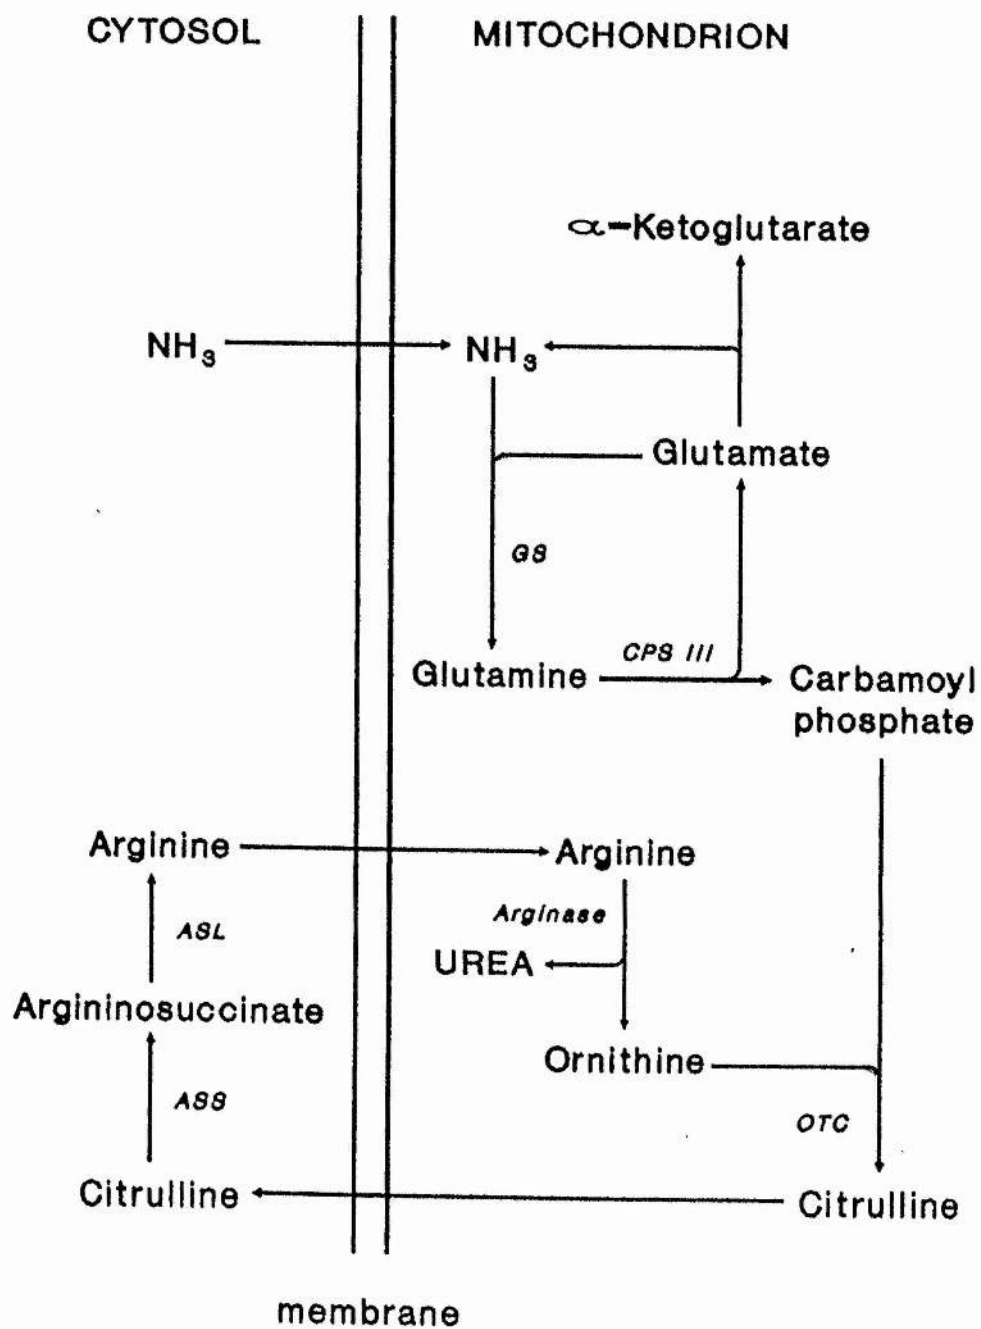 CYTOSOL
MITOCHONDRION
α-Ketoglutarate
NH₃
NH₃
Glutamate
GS
Glutamine
CPS III
Carbamoyl
phosphate
Arginine
Arginine
Arginase
ASL
UREA
Argininosuccinate
Ornithine
ASS
OTC
Citrulline
Citrulline
membrane